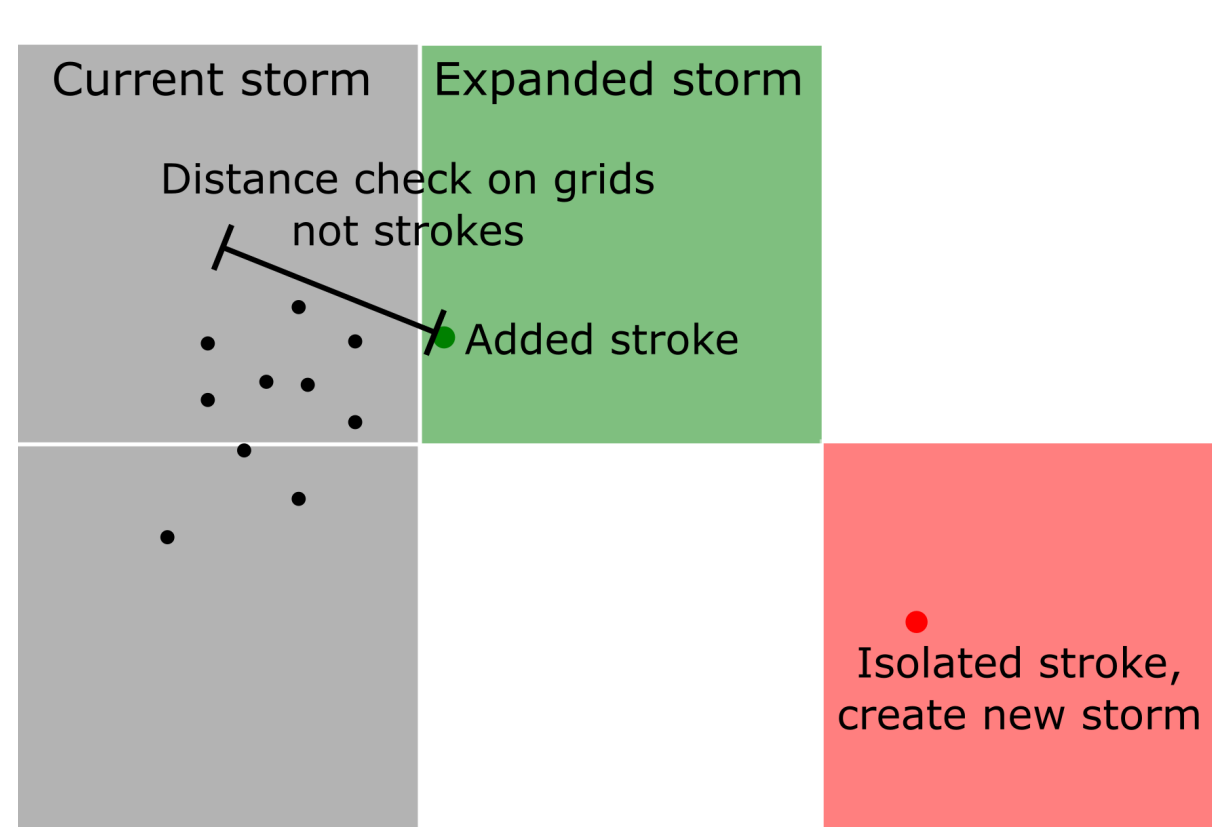 Current storm
Expanded storm
Distance check on grids
not strokes
Added stroke
Isolated stroke,
create new storm